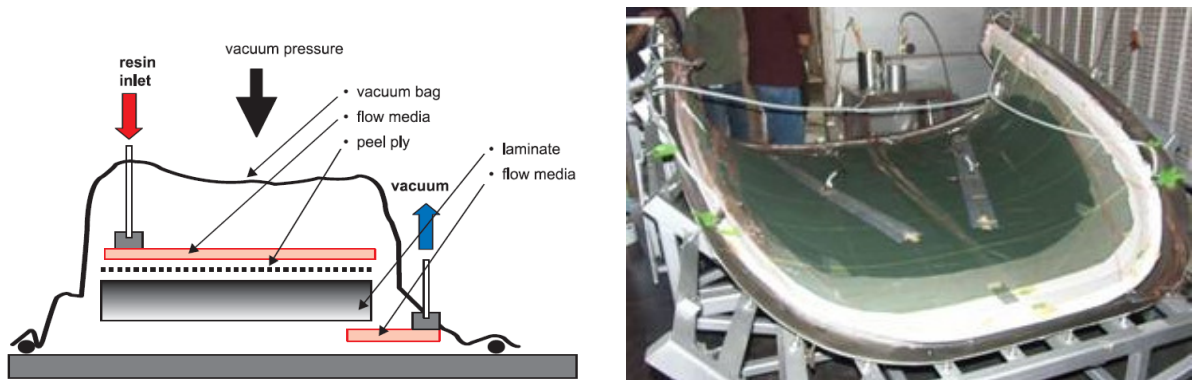 vacuum pressure
resin
inlet
• vacuum bag
• flow media
• peel ply
• laminate
• flow media
vacuum